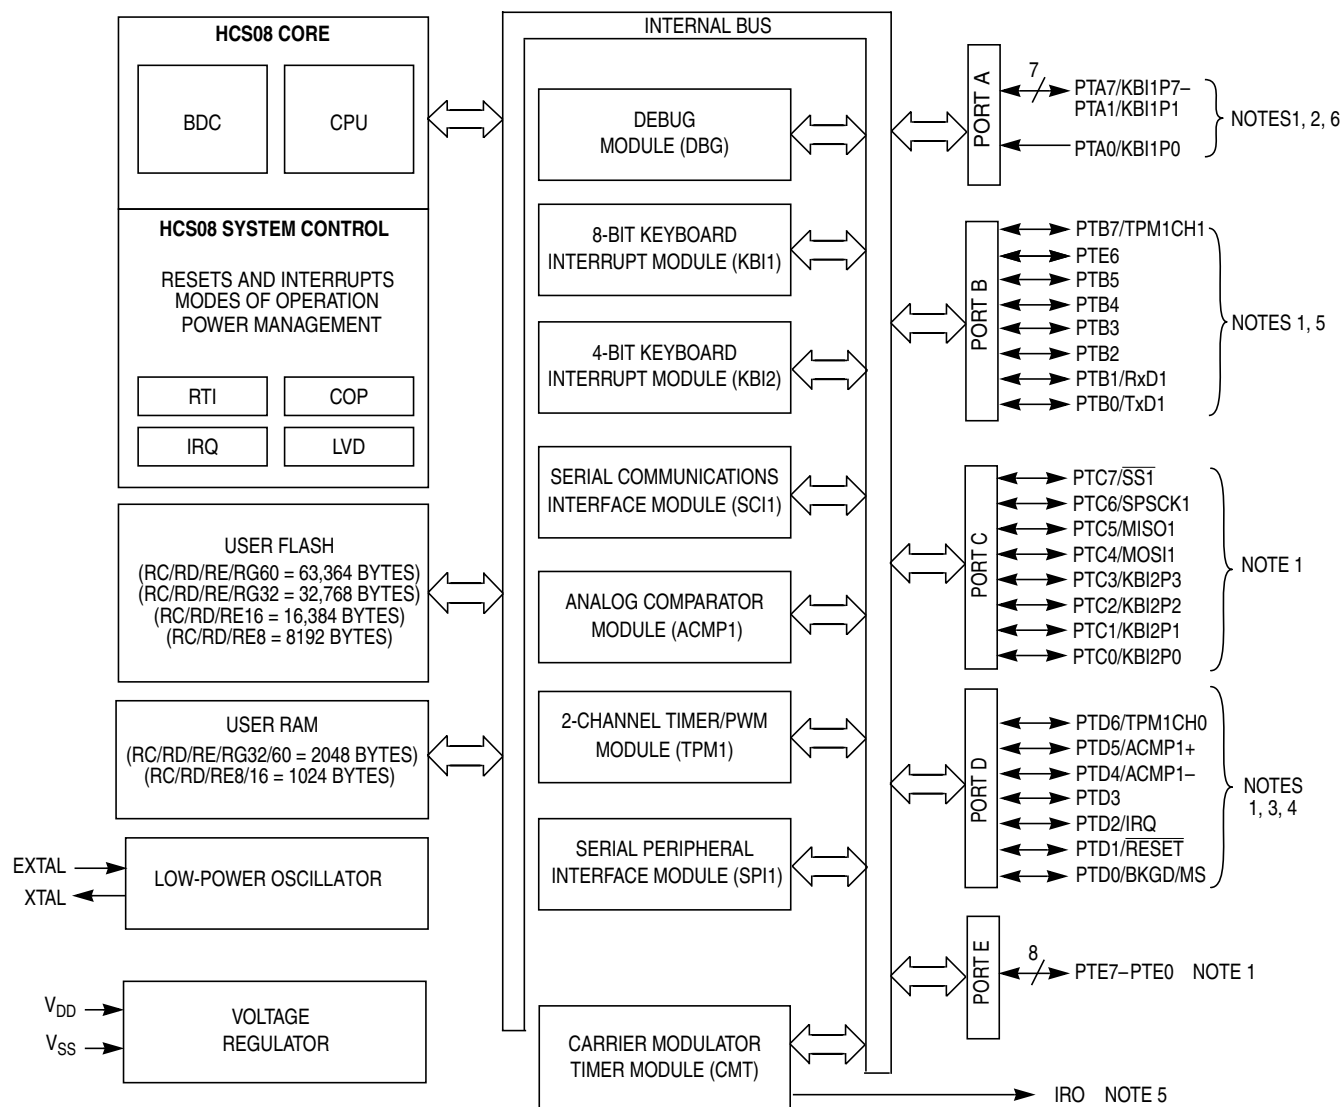 HCS08 CORE
BDC
CPU
HCS08 SYSTEM CONTROL
RESETS AND INTERRUPTS
MODES OF OPERATION
POWER MANAGEMENT
RTI
COP
IRQ
LVD
USER FLASH
(RC/RD/RE/RG60 = 63,364 BYTES)
(RC/RD/RE/RG32 = 32,768 BYTES)
(RC/RD/RE16 = 16,384 BYTES)
(RC/RD/RE8 = 8192 BYTES)
USER RAM
(RC/RD/RE/RG32/60 = 2048 BYTES)
(RC/RD/RE8/16 = 1024 BYTES)
EXTAL
XTAL
LOW-POWER OSCILLATOR
VDD
VSS
VOLTAGE
REGULATOR
INTERNAL BUS
DEBUG
MODULE (DBG)
8-BIT KEYBOARD
INTERRUPT MODULE (KBI1)
4-BIT KEYBOARD
INTERRUPT MODULE (KBI2)
SERIAL COMMUNICATIONS
INTERFACE MODULE (SCI1)
ANALOG COMPARATOR
MODULE (ACMP1)
2-CHANNEL TIMER/PWM
MODULE (TPM1)
SERIAL PERIPHERAL
INTERFACE MODULE (SPI1)
CARRIER MODULATOR
TIMER MODULE (CMT)
PORT A
7
PTA7/KBI1P7–
PTA1/KBI1P1
PTA0/KBI1P0
NOTES1, 2, 6
PORT B
PTB7/TPM1CH1
PTE6
PTB5
PTB4
PTB3
PTB2
PTB1/RxD1
PTB0/TxD1
NOTES 1, 5
PORT C
PTC7/SS1
PTC6/SPSCK1
PTC5/MISO1
PTC4/MOSI1
PTC3/KBI2P3
PTC2/KBI2P2
PTC1/KBI2P1
PTC0/KBI2P0
NOTE 1
PORT D
PTD6/TPM1CH0
PTD5/ACMP1+
PTD4/ACMP1–
PTD3
PTD2/IRQ
PTD1/RESET
PTD0/BKGD/MS
NOTES
1, 3, 4
PORT E
8
PTE7–PTE0 NOTE 1
IRO NOTE 5